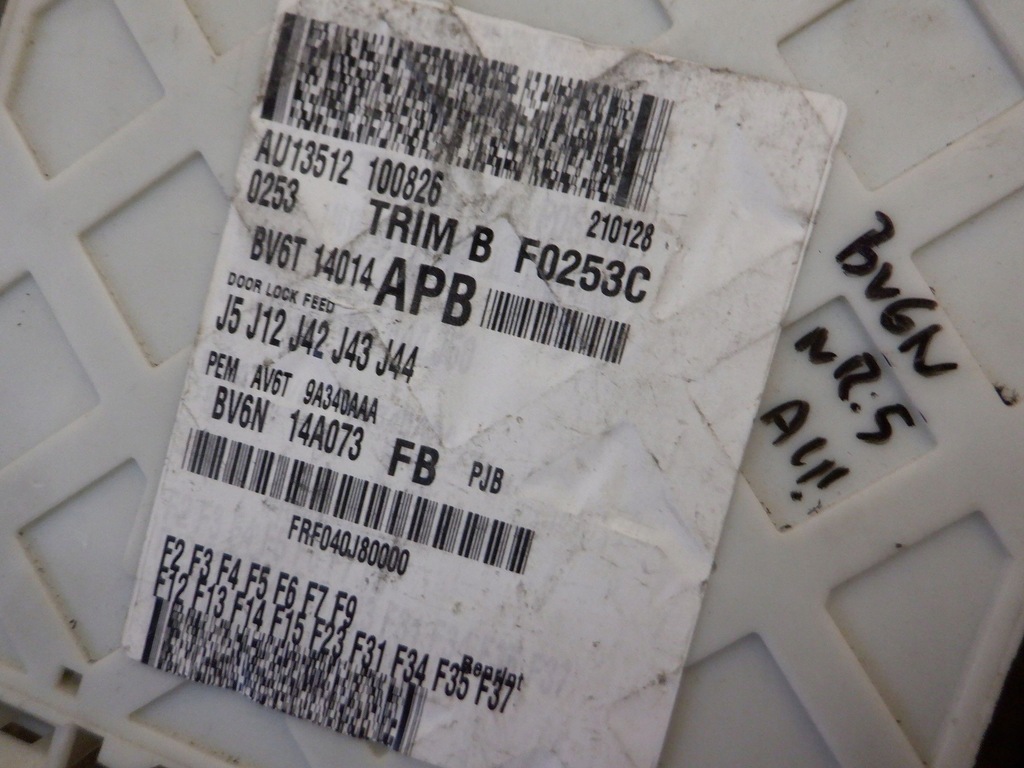 AU13512 100826
0253
210128
TRIM B F0253C
BV6T 14014 APB
DOOR LOCK FEED
J5 J12 J42 J43 J44
PEM AV6T 9A340AAA
BV6N 14A073 FB PJB
FRF040J80000
F2 F3 F4 F5 F6 F7 F9
F12 F13 F14 F15 F23 F31 F34 F35 F37
Reprint
BV6N
NR:5